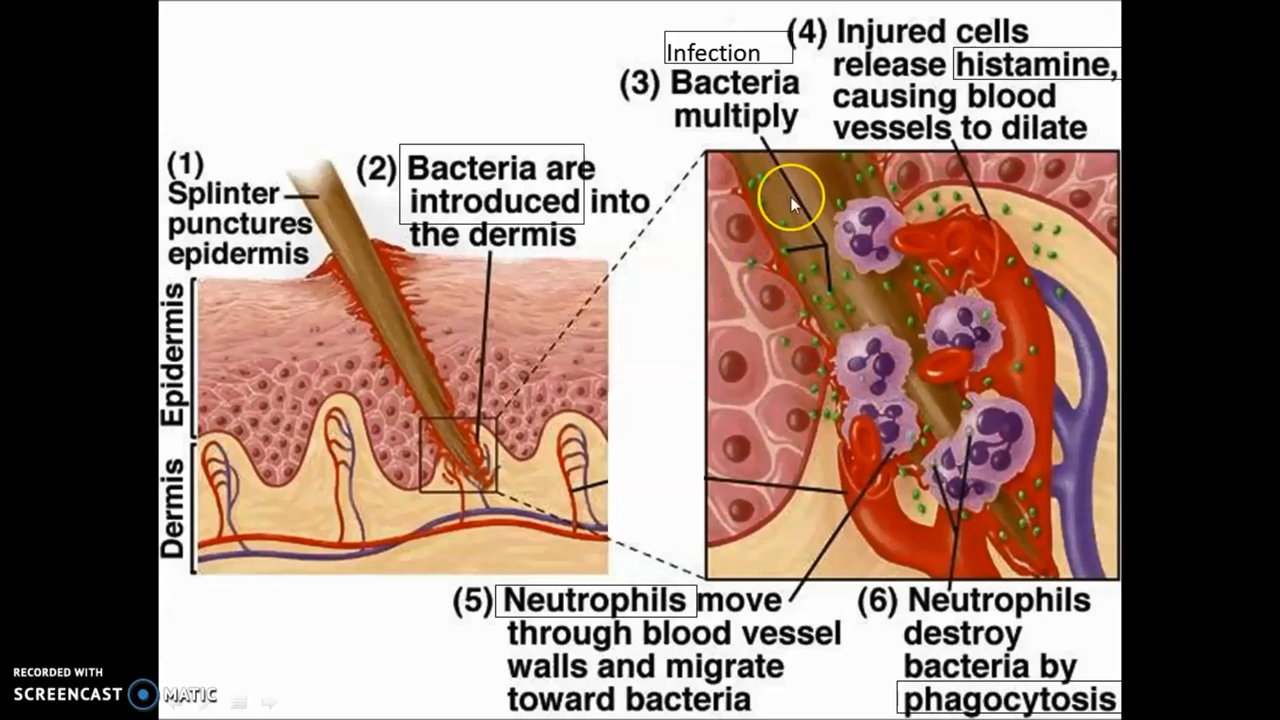 (1)
Splinter
punctures
epidermis
(2) Bacteria are
introduced into
the dermis
Infection
(3) Bacteria
multiply
(4) Injured cells
release histamine,
causing blood
vessels to dilate
Epidermis
Dermis
(5) Neutrophils move
through blood vessel
walls and migrate
toward bacteria
(6) Neutrophils
destroy
bacteria by
phagocytosis
RECORDED WITH
SCREENCAST MATIC